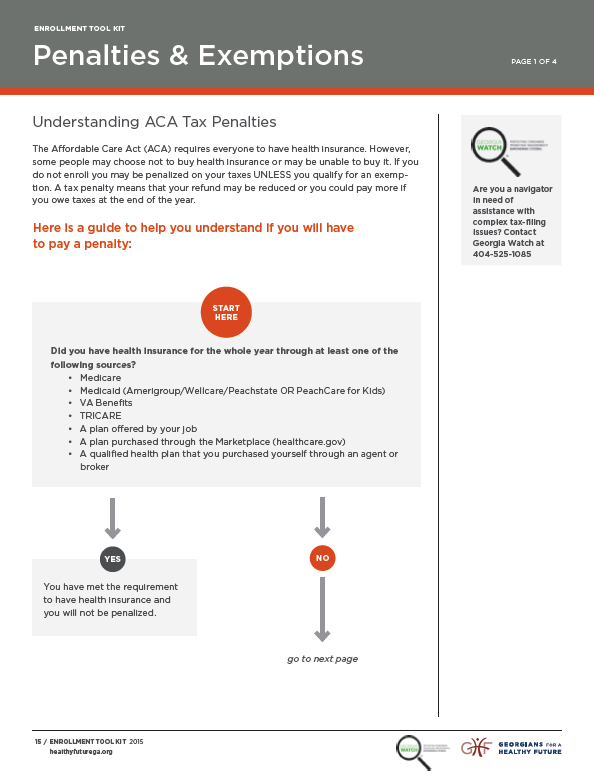 ENROLLMENT TOOL KIT
Penalties & Exemptions
PAGE 1 OF 4
Understanding ACA Tax Penalties
The Affordable Care Act (ACA) requires everyone to have health insurance. However,
some people may choose not to buy health insurance or may be unable to buy it. If you
do not enroll you may be penalized on your taxes UNLESS you qualify for an exemp-
tion. A tax penalty means that your refund may be reduced or you could pay more if
you owe taxes at the end of the year.
Here is a guide to help you understand if you will have
to pay a penalty:
GEORGIA
WATCH
Are you a navigator
in need of
assistance with
complex tax-filing
issues? Contact
Georgia Watch at
404-525-1085
START
HERE
Did you have health insurance for the whole year through at least one of the
following sources?
• Medicare
• Medicaid (Amerigroup/Wellcare/Peachstate OR PeachCare for Kids)
• VA Benefits
• TRICARE
• A plan offered by your job
• A plan purchased through the Marketplace (healthcare.gov)
• A qualified health plan that you purchased yourself through an agent or
broker
YES
NO
You have met the requirement
to have health insurance and
you will not be penalized.
go to next page
15 / ENROLLMENT TOOL KIT 2015
healthyfuturega.org
WATCH
GHF
GEORGIANS FOR A
HEALTHY FUTURE